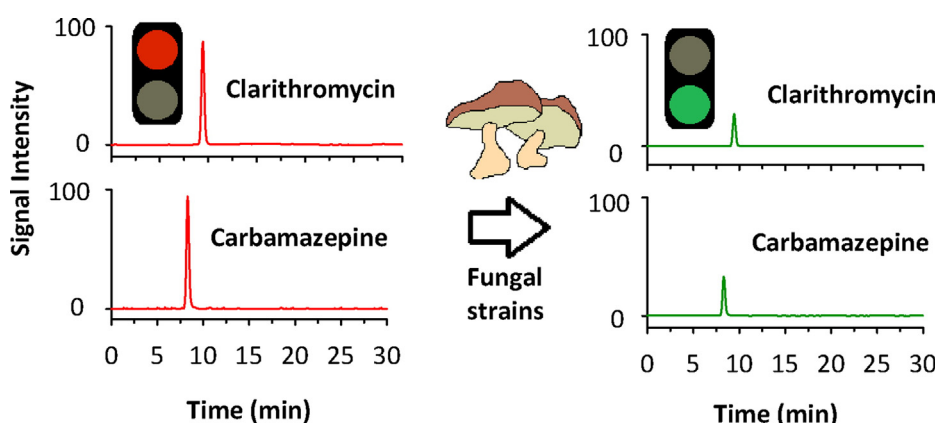 100
Clarithromycin
0
100
Carbamazepine
0
0 5 10 15 20 25 30
Signal Intensity
Time (min)
Fungal
strains
100
Clarithromycin
0
100
Carbamazepine
0
0 5 10 15 20 25 30
Time (min)